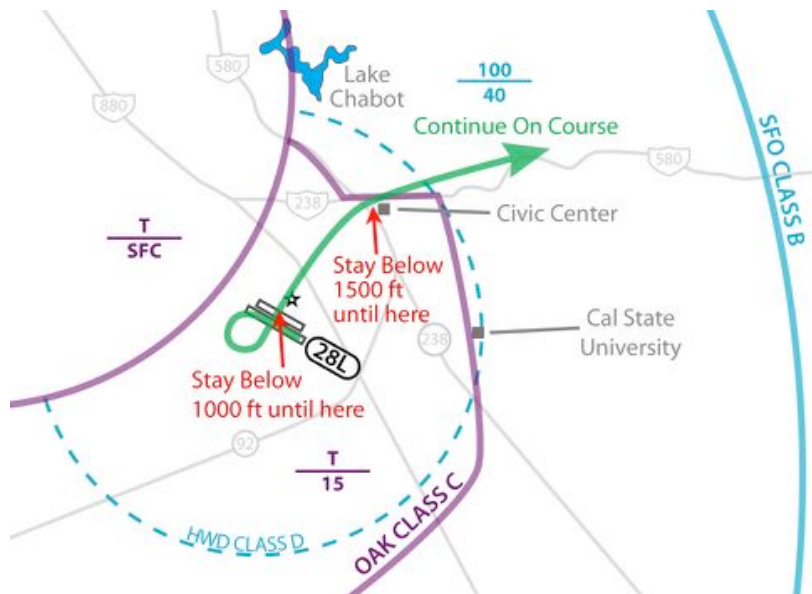 580
580
880
Lake
Chabot
100
40
Continue On Course
580
SFO CLASS B
238
Civic Center
T
SFC
Stay Below
1500 ft
until here
Cal State
University
238
28L
Stay Below
1000 ft until here
92
T
15
HWD CLASS D
OAK CLASS C